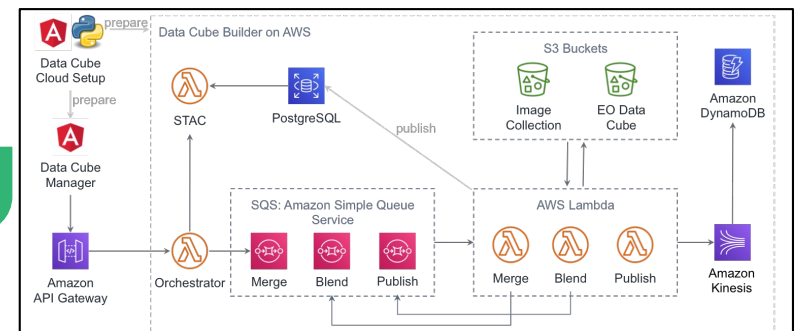 prepare
Data Cube Builder on AWS
Data Cube
Cloud Setup
prepare
Data Cube
Manager
Amazon
API Gateway
STAC
PostgreSQL
publish
Orchestrator
SQS: Amazon Simple Queue
Service
Merge
Blend
Publish
S3 Buckets
Image
Collection
EO Data
Cube
AWS Lambda
Merge
Blend
Publish
Amazon
DynamoDB
Amazon
Kinesis